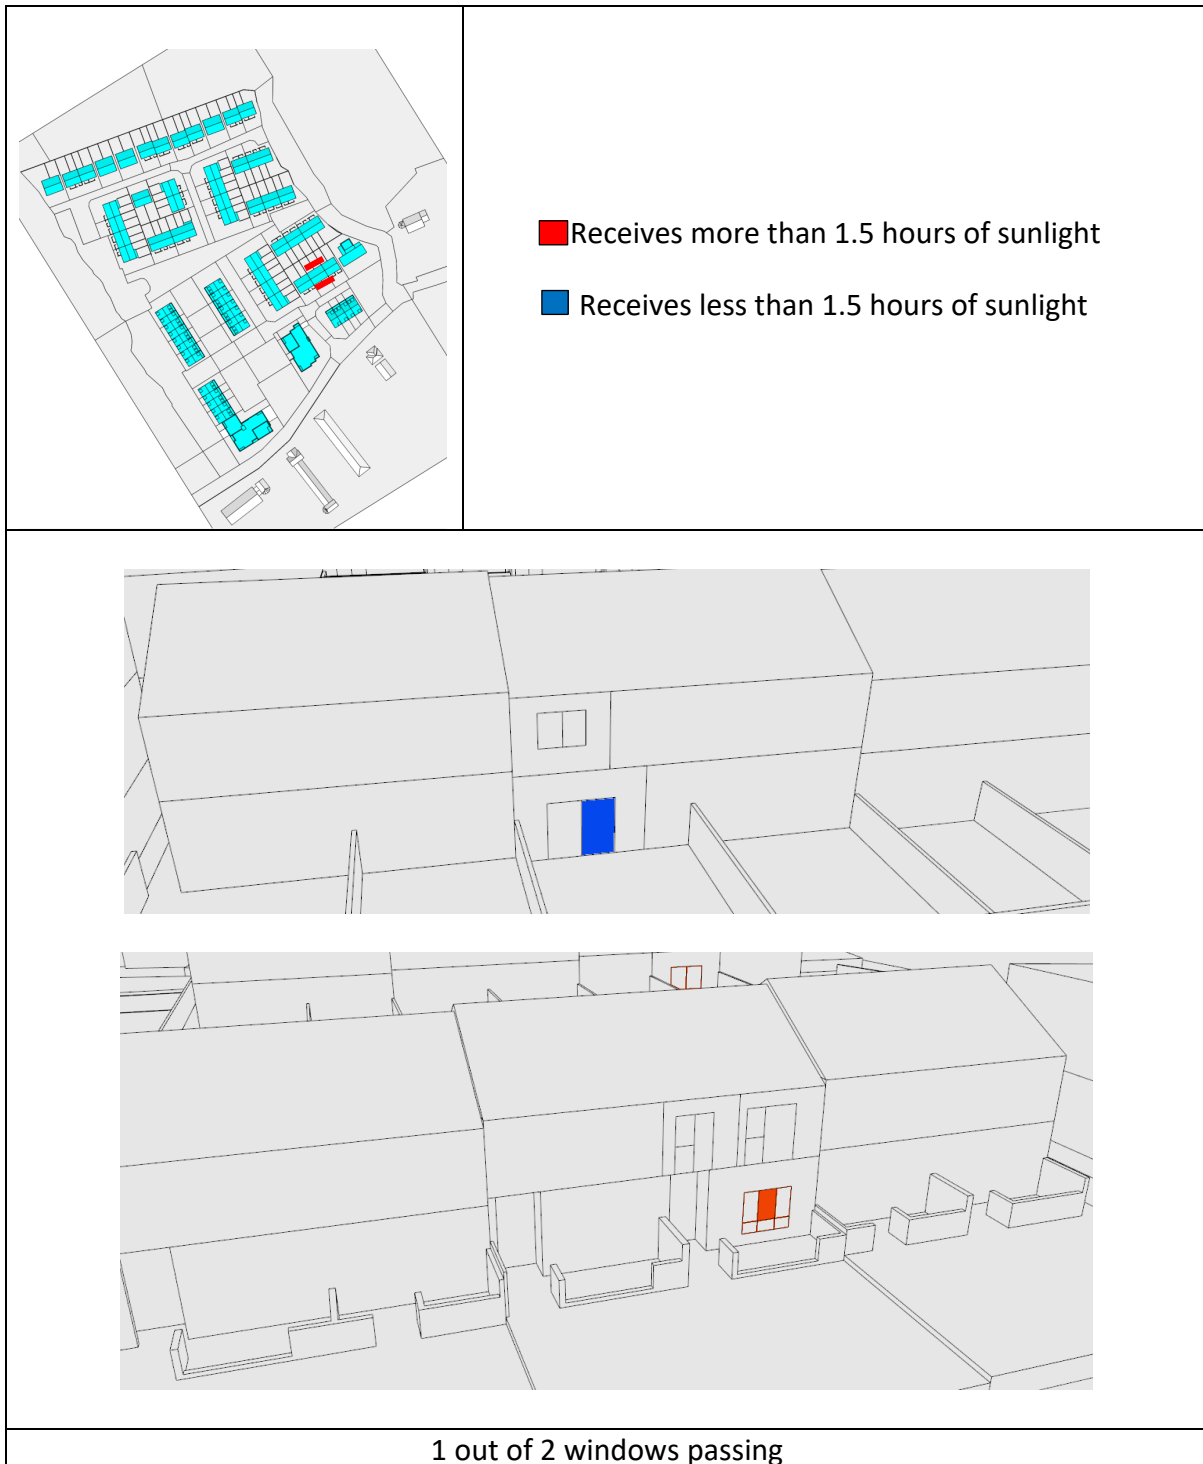 Receives more than 1.5 hours of sunlight
Receives less than 1.5 hours of sunlight
1 out of 2 windows passing